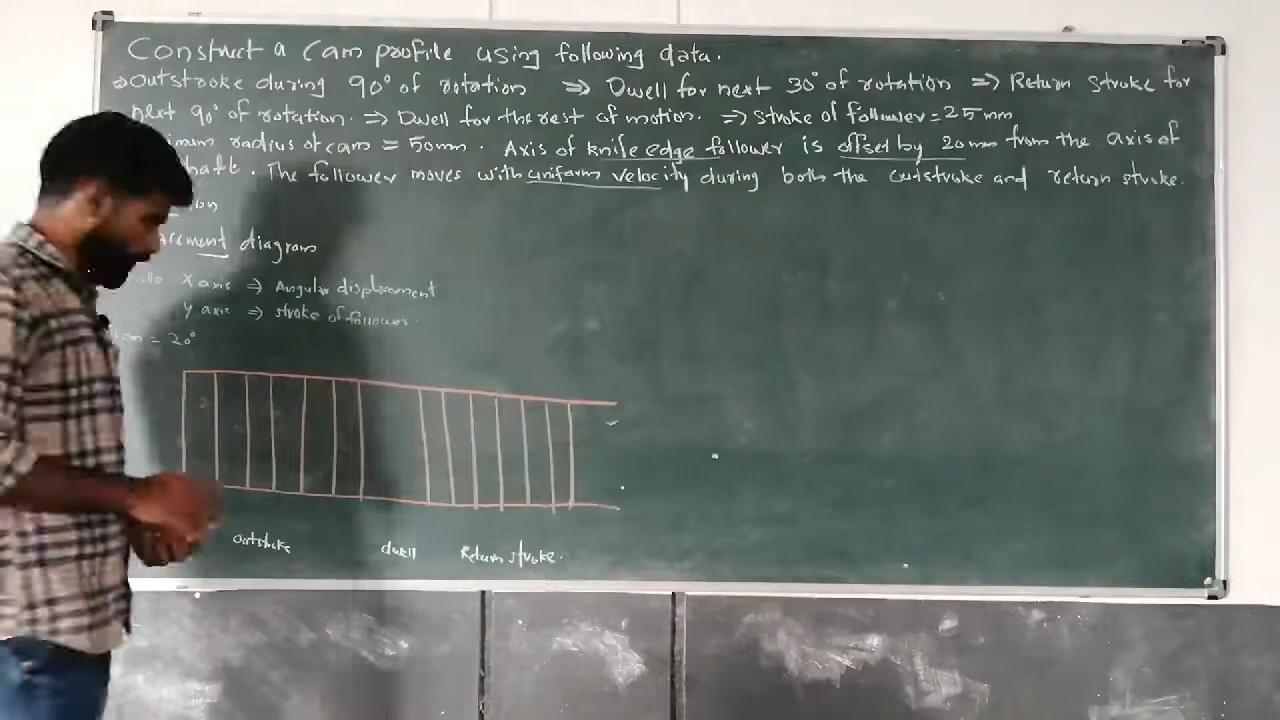 Construct a Cam profile using following data.
⇒ Outstroke during 90° of rotation ⇒ Dwell for next 30° of rotation ⇒ Return Stroke for
next 90° of rotation. ⇒ Dwell for the rest of motion. ⇒ Stroke of follower = 25mm
radius of cam = 50mm. Axis of knife edge follower is offset by 20mm from the axis of
The follower moves with uniform velocity during both the outstroke and return stroke.
diagram
X axis ⇒ Angular displacement
Y axis ⇒ stroke of follower.
= 20°
outstroke dwell Return stroke.